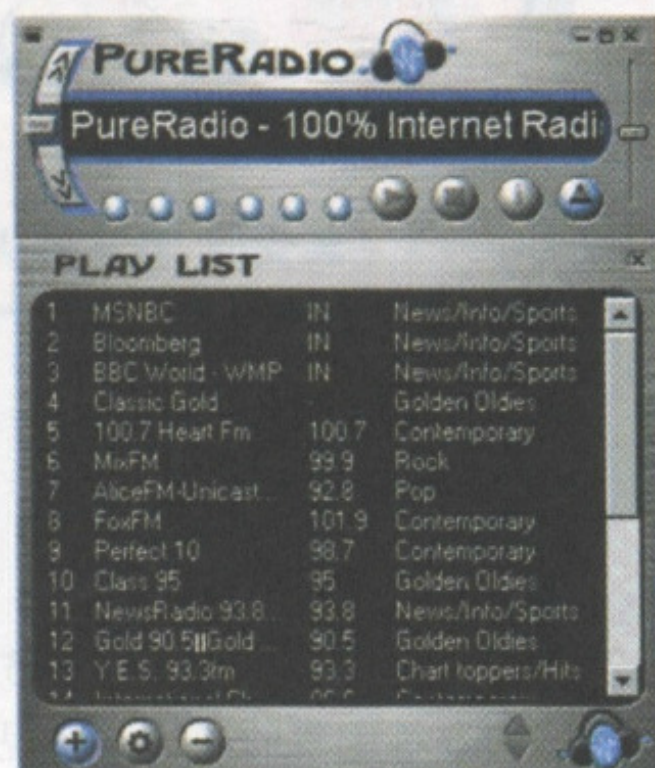 PURERADIO
PureRadio - 100% Internet Radi
PLAY LIST
1 MSNBC IN News/Info/Sports
2 Bloomberg IN News/Info/Sports
3 BBC World - WMP IN News/Info/Sports
4 Classic Gold - Golden Oldies
5 100.7 Heart Fm 100.7 Contemporary
6 MixFM 99.9 Rock
7 AliceFM-Unicast... 92.8 Pop
8 FoxFM 101.9 Contemporary
9 Perfect 10 98.7 Contemporary
10 Class 95 95 Golden Oldies
11 NewsRadio 93.8... 93.8 News/Info/Sports
12 Gold 90.5||Gold ... 90.5 Golden Oldies
13 Y.E.S. 93.3fm 93.3 Chart toppers/Hits
14